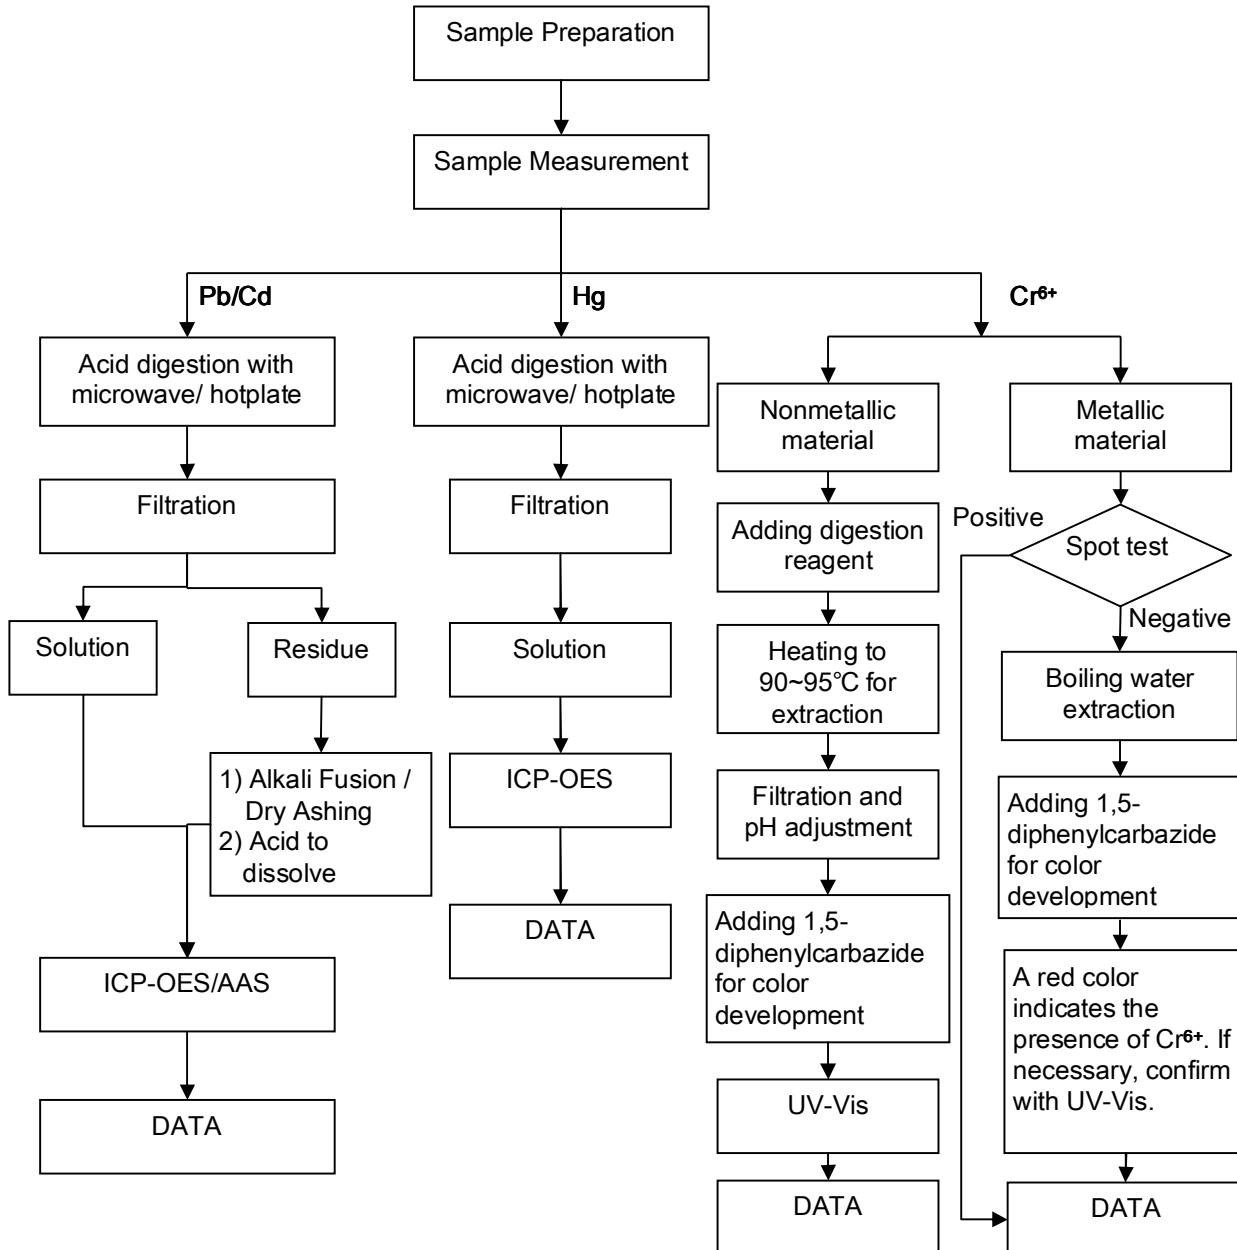 Sample Preparation
Sample Measurement
Pb/Cd
Hg
Cr⁶⁺
Acid digestion with
microwave/ hotplate
Filtration
Solution
Residue
1) Alkali Fusion /
Dry Ashing
2) Acid to
dissolve
ICP-OES/AAS
DATA
Acid digestion with
microwave/ hotplate
Filtration
Solution
ICP-OES
DATA
Nonmetallic
material
Adding digestion
reagent
Heating to
90~95℃ for
extraction
Filtration and
pH adjustment
Adding 1,5-
diphenylcarbazide
for color
development
UV-Vis
DATA
Metallic
material
Spot test
Positive
Negative
Boiling water
extraction
Adding 1,5-
diphenylcarbazide
for color
development
A red color
indicates the
presence of Cr⁶⁺. If
necessary, confirm
with UV-Vis.
DATA